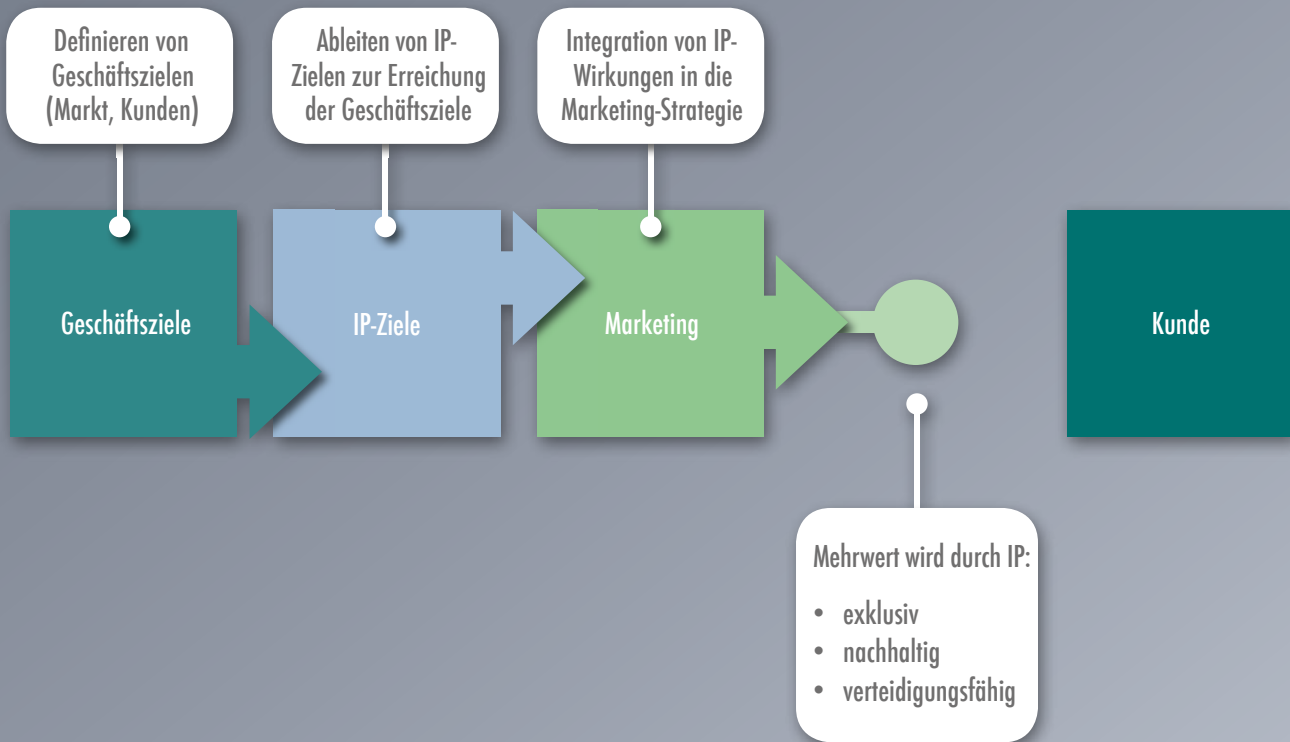 Definieren von
Geschäftszielen
(Markt, Kunden)
Ableiten von IP-
Zielen zur Erreichung
der Geschäftsziele
Integration von IP-
Wirkungen in die
Marketing-Strategie
Geschäftsziele
IP-Ziele
Marketing
Kunde
Mehrwert wird durch IP:
• exklusiv
• nachhaltig
• verteidigungsfähig